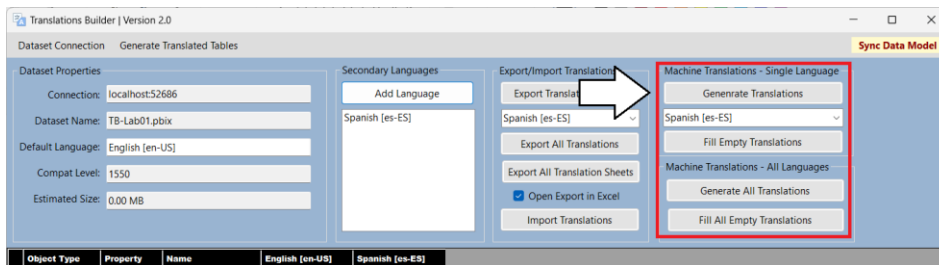 Translations Builder | Version 2.0
Dataset Connection Generate Translated Tables Sync Data Model
Dataset Properties
Connection: localhost:52686
Dataset Name: TB-Lab01.pbix
Default Language: English [en-US]
Compat Level: 1550
Estimated Size: 0.00 MB
Secondary Languages
Add Language
Spanish [es-ES]
Export/Import Translations
Export
Spanish [es-ES]
Export All Translations
Export All Translation Sheets
Open Export in Excel
Import Translations
Machine Translations - Single Language
Genenrate Translations
Spanish [es-ES]
Fill Empty Translations
Machine Translations - All Languages
Generate All Translations
Fill All Empty Translations
Object Type Property Name English [en-US] Spanish [es-ES]